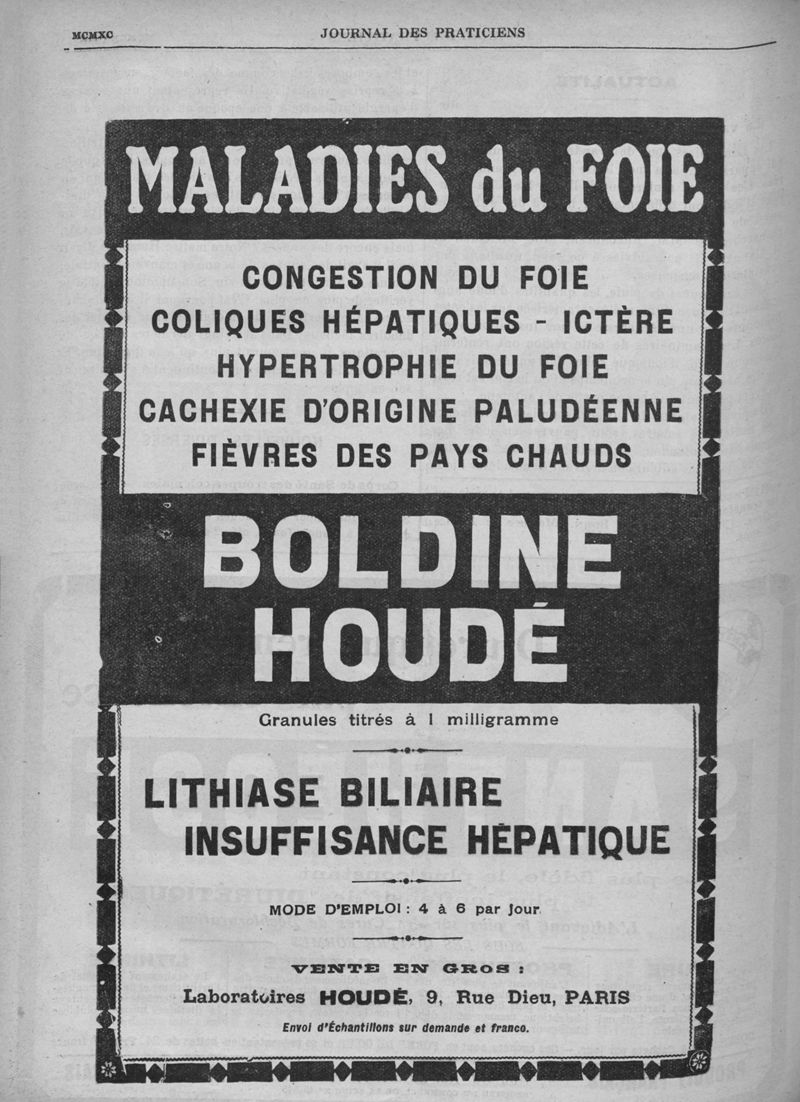 MCMXC
JOURNAL DES PRATICIENS
MALADIES du FOIE
CONGESTION DU FOIE
COLIQUES HÉPATIQUES - ICTÈRE
HYPERTROPHIE DU FOIE
CACHEXIE D'ORIGINE PALUDÉENNE
FIÈVRES DES PAYS CHAUDS
BOLDINE
HOUDÉ
Granules titrés à 1 milligramme
LITHIASE BILIAIRE
INSUFFISANCE HÉPATIQUE
MODE D'EMPLOI : 4 à 6 par jour
VENTE EN GROS :
Laboratoires HOUDÉ, 9, Rue Dieu, PARIS
Envoi d'Échantillons sur demande et franco.